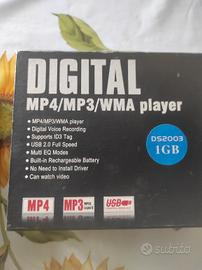 DIGITAL
MP4/MP3/WMA player
• MP4/MP3/WMA player
• Digital Voice Recording
• Supports ID3 Tag
• USB 2.0 Full Speed
• Multi EQ Modes
• Built-in Rechargeable Battery
• No Need to Install Driver
• Can watch video
DS2003
1GB
MP4
MP3
USB
subito